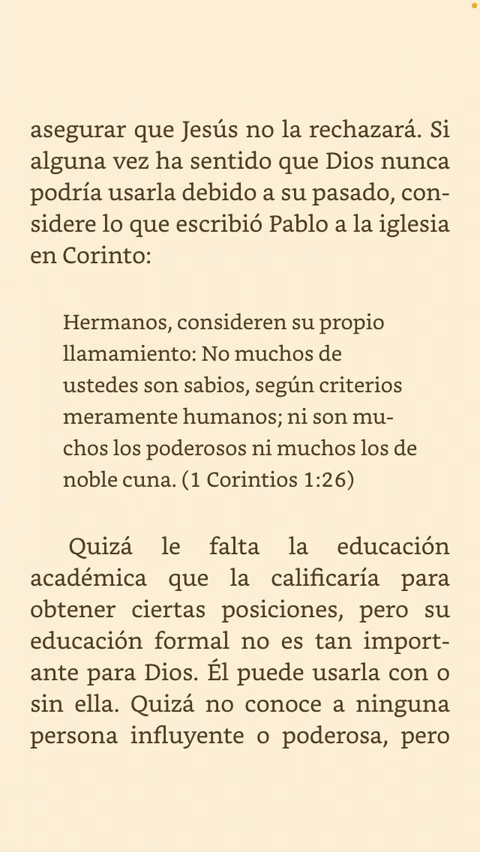 asegurar que Jesús no la rechazará. Si
alguna vez ha sentido que Dios nunca
podría usarla debido a su pasado, con-
sidere lo que escribió Pablo a la iglesia
en Corinto:
Hermanos, consideren su propio
llamamiento: No muchos de
ustedes son sabios, según criterios
meramente humanos; ni son mu-
chos los poderosos ni muchos los de
noble cuna. (1 Corintios 1:26)
Quizá le falta la educación
académica que la calificaría para
obtener ciertas posiciones, pero su
educación formal no es tan import-
ante para Dios. Él puede usarla con o
sin ella. Quizá no conoce a ninguna
persona influyente o poderosa, pero